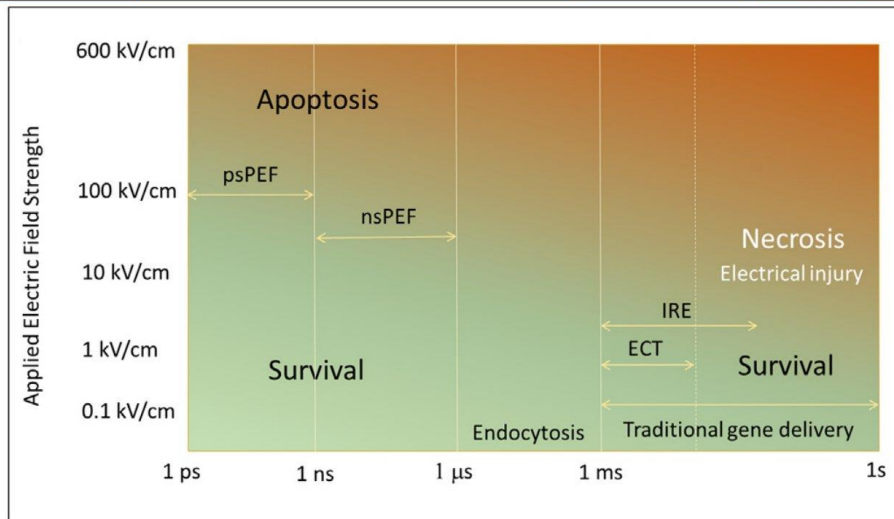 600 kV/cm
Apoptosis
psPEF
100 kV/cm
nsPEF
Necrosis
10 kV/cm
Electrical injury
IRE
1 kV/cm
ECT
Survival
Survival
0.1 kV/cm
Endocytosis
Traditional gene delivery
1 ps
1 ns
1 μs
1 ms
1s
Applied Electric Field Strength